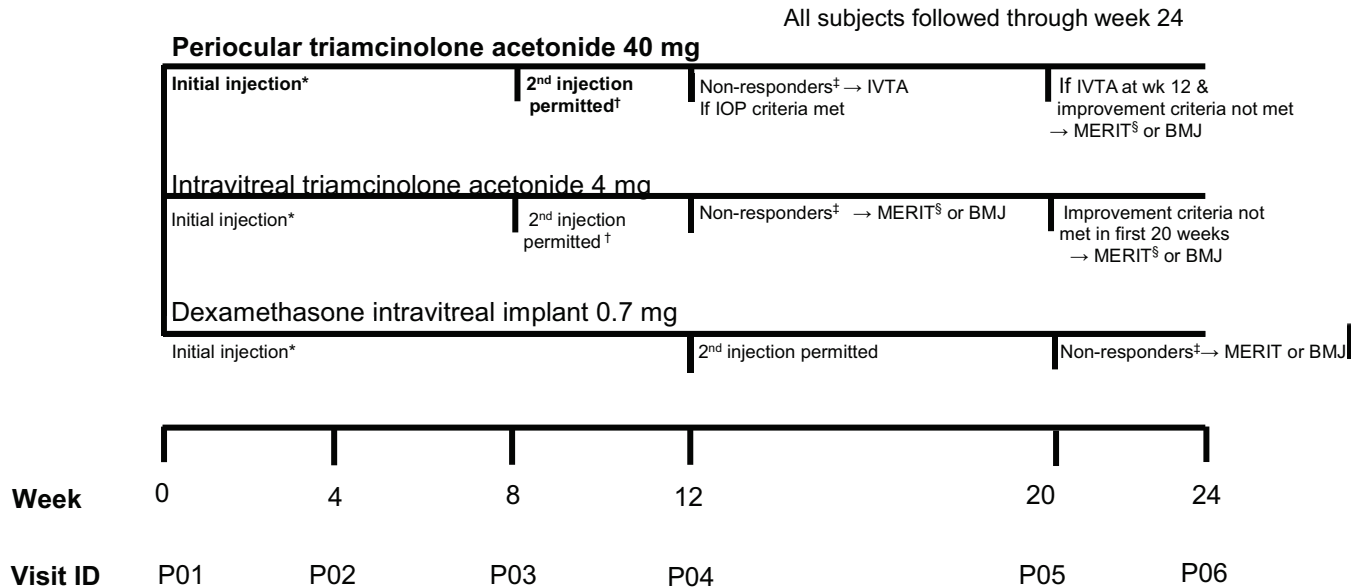 All subjects followed through week 24
Periocular triamcinolone acetonide 40 mg
Initial injection*
2nd injection
permitted†
Non-responders‡ → IVTA
If IOP criteria met
If IVTA at wk 12 &
improvement criteria not met
→ MERIT§ or BMJ
Intravitreal triamcinolone acetonide 4 mg
Initial injection*
2nd injection
permitted †
Non-responders‡ → MERIT§ or BMJ
Improvement criteria not
met in first 20 weeks
→ MERIT§ or BMJ
Dexamethasone intravitreal implant 0.7 mg
Initial injection*
2nd injection permitted
Non-responders‡→ MERIT or BMJ
Week 0 4 8 12 20 24
Visit ID P01 P02 P03 P04 P05 P06